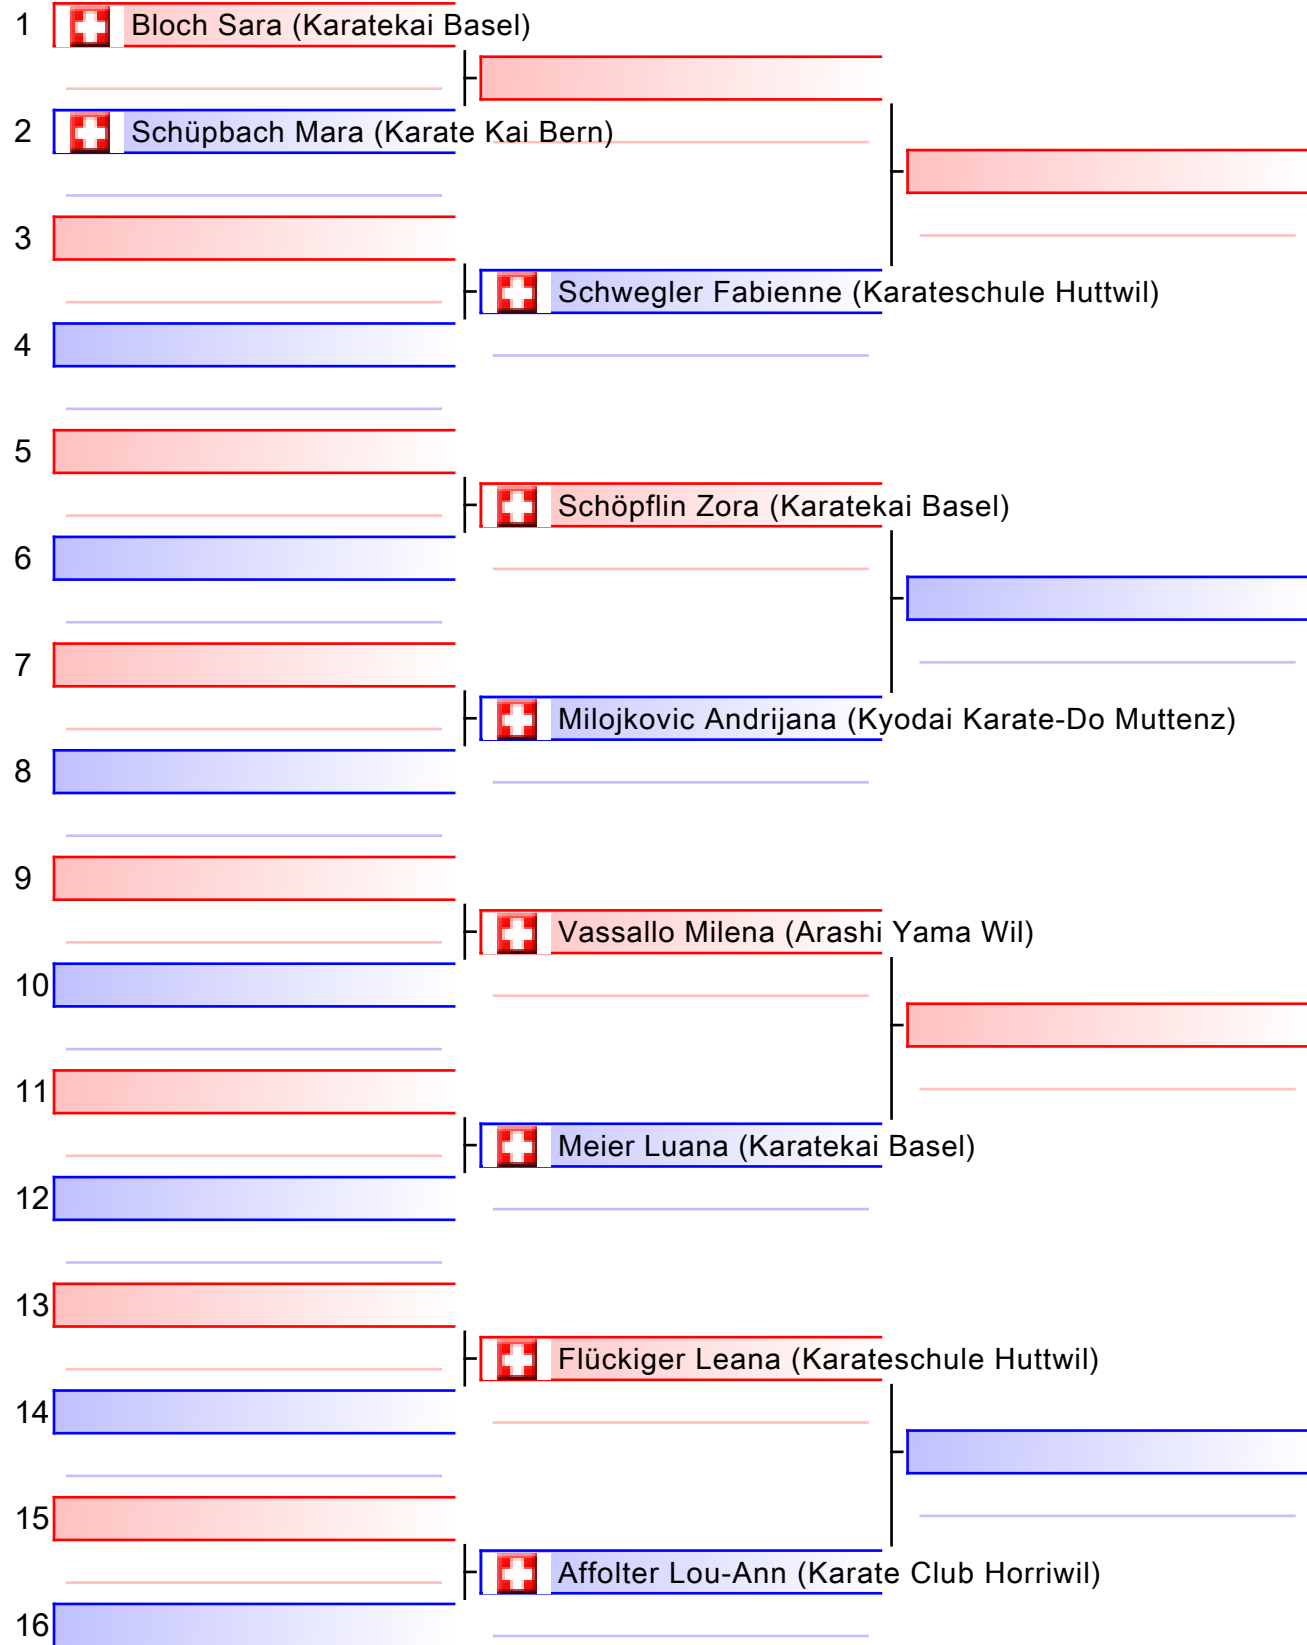 1 Bloch Sara (Karatekai Basel)
2 Schüpbach Mara (Karate Kai Bern)
3
Schwegler Fabienne (Karateschule Huttwil)
4
5
Schöpflin Zora (Karatekai Basel)
6
7
Milojkovic Andrijana (Kyodai Karate-Do Muttenz)
8
9
Vassallo Milena (Arashi Yama Wil)
10
11
Meier Luana (Karatekai Basel)
12
13
Flückiger Leana (Karateschule Huttwil)
14
15
Affolter Lou-Ann (Karate Club Horriwil)
16